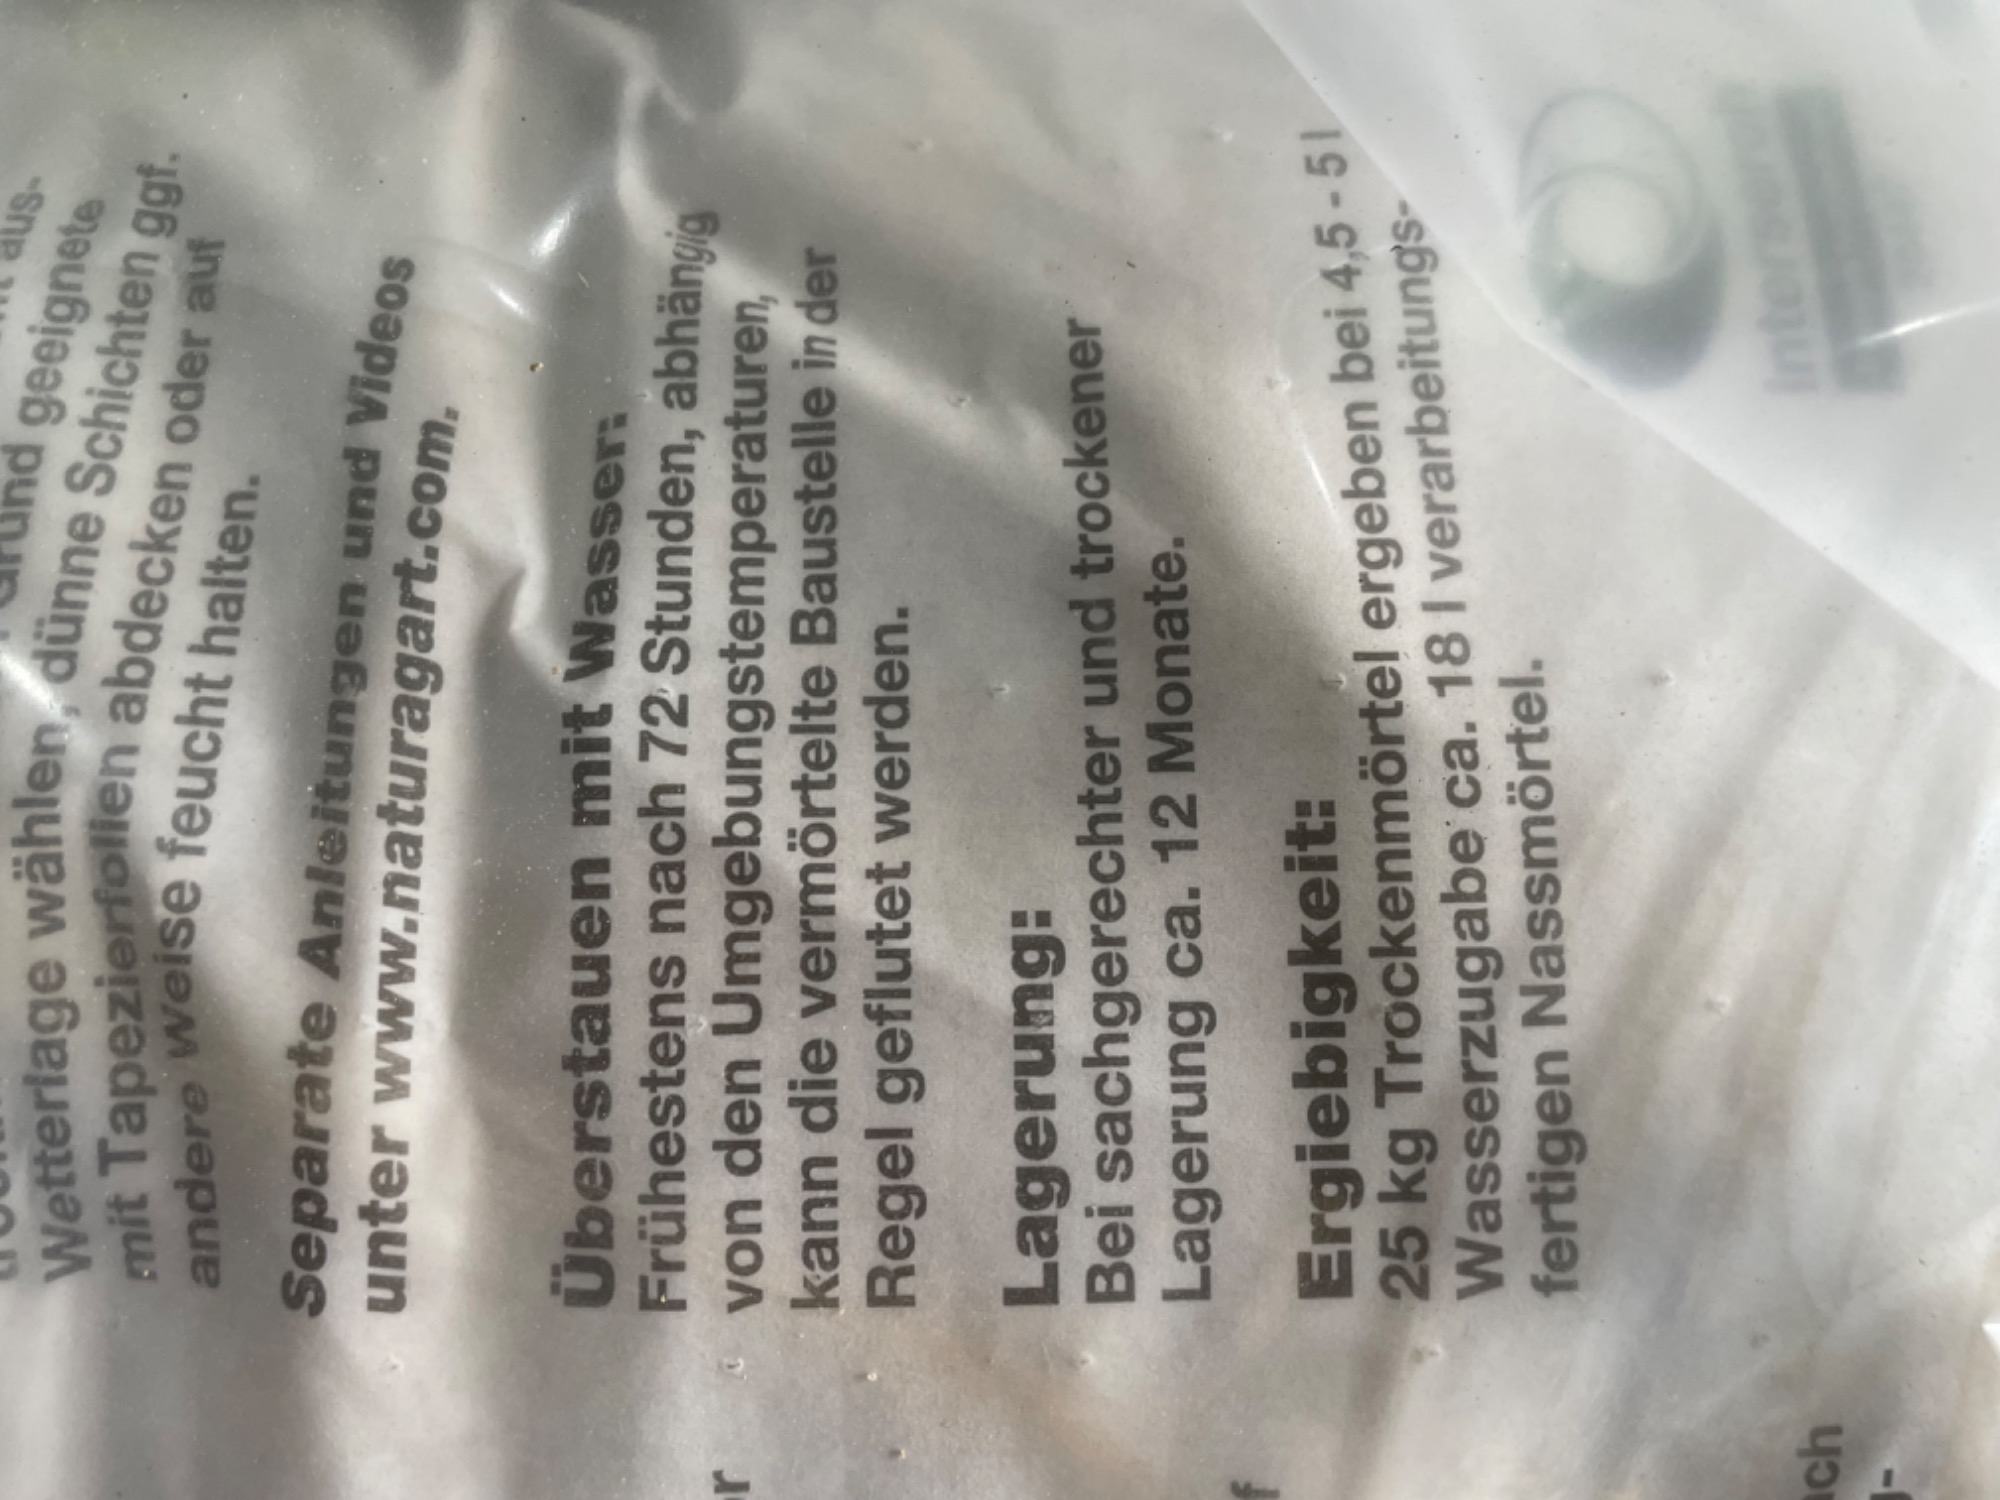 aus-
Grund geeignete
Wetterlage wählen, dünne Schichten ggf.
mit Tapezierfolien abdecken oder auf
andere Weise feucht halten.
Separate Anleitungen und Videos
unter www.naturagart.com.
Überstauen mit Wasser:
Frühestens nach 72 Stunden, abhängig
von den Umgebungstemperaturen,
kann die vermörtelte Baustelle in der
Regel geflutet werden.
Lagerung:
Bei sachgerechter und trockener
Lagerung ca. 12 Monate.
Ergiebigkeit:
25 kg Trockenmörtel ergeben bei 4,5 - 5 l
Wasserzugabe ca. 18 l verarbeitungs-
fertigen Nassmörtel.